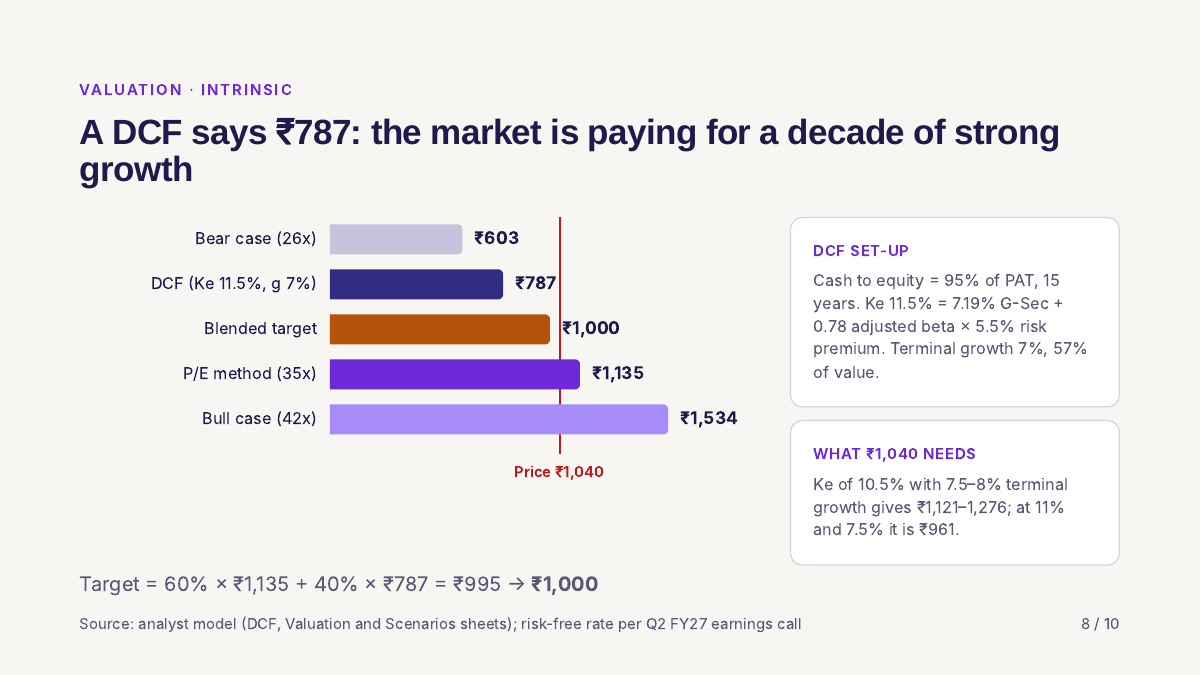 VALUATION · INTRINSIC
A DCF says ₹787: the market is paying for a decade of strong
growth
Bear case (26x) ₹603
DCF (Ke 11.5%, g 7%) ₹787
Blended target ₹1,000
P/E method (35x) ₹1,135
Bull case (42x) ₹1,534
Price ₹1,040
DCF SET-UP
Cash to equity = 95% of PAT, 15
years. Ke 11.5% = 7.19% G-Sec +
0.78 adjusted beta × 5.5% risk
premium. Terminal growth 7%, 57%
of value.
WHAT ₹1,040 NEEDS
Ke of 10.5% with 7.5–8% terminal
growth gives ₹1,121–1,276; at 11%
and 7.5% it is ₹961.
Target = 60% × ₹1,135 + 40% × ₹787 = ₹995 → ₹1,000
Source: analyst model (DCF, Valuation and Scenarios sheets); risk-free rate per Q2 FY27 earnings call
8 / 10